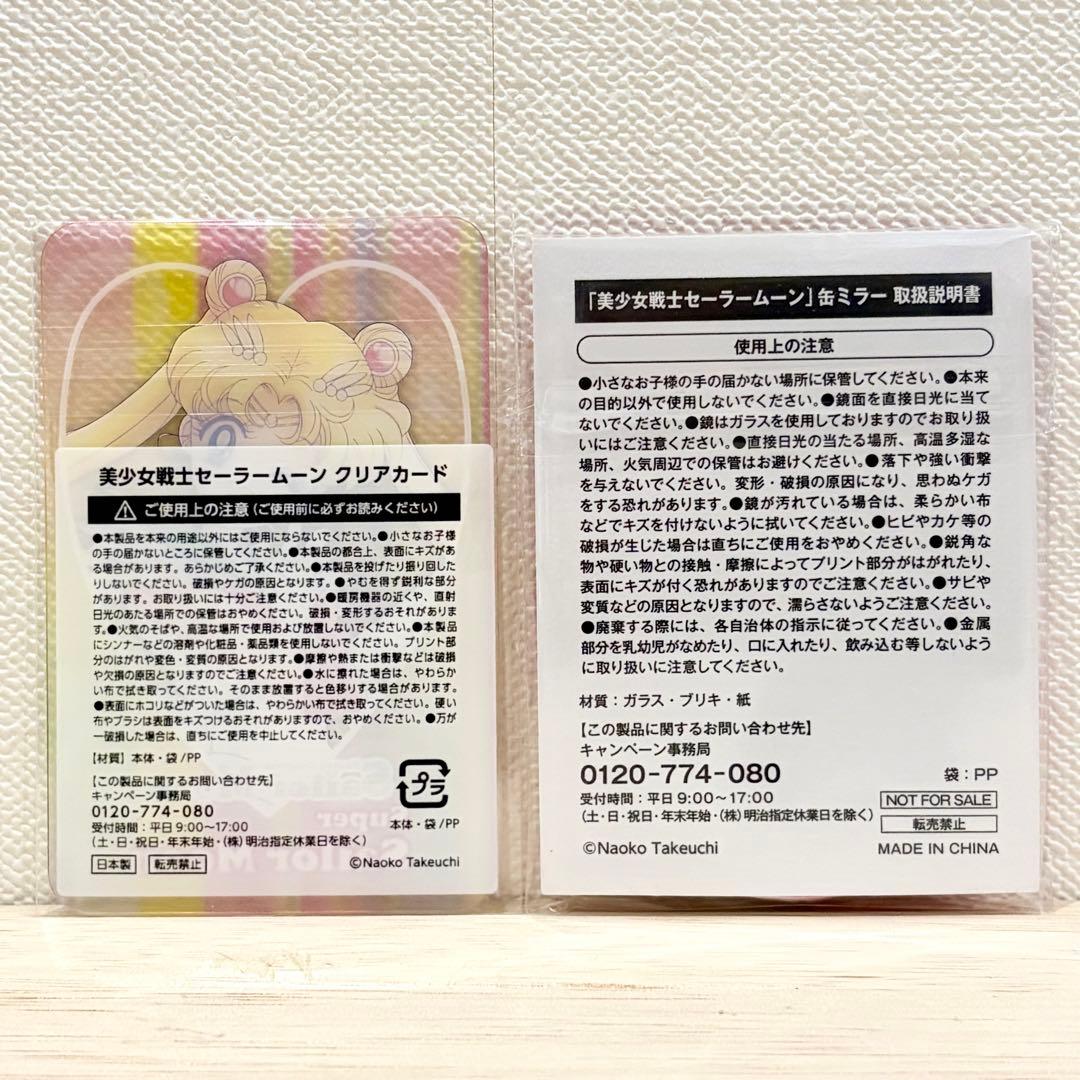 美少女戦士セーラームーン クリアカード
ご使用上の注意(ご使用前に必ずお読みください)
●本製品を本来の用途以外にはご使用にならないでください。●小さなお子様
の手の届かないところに保管してください。●本製品の都合上、表面にキズがあ
る場合があります。あらかじめご了承ください。●本製品を投げたり振り回した
りしないでください。破損やケガの原因となります。●やむを得ず鋭利な部分
があります。お取り扱いには十分ご注意ください。●暖房機器の近くや、直射
日光のあたる場所での保管はおやめください。破損・変形するおそれがありま
す。●火気のそばや、高温な場所で使用および放置しないでください。●本製品
にシンナーなどの溶剤や化粧品・薬品類を使用しないでください。プリント部分
のはがれや変色・変質の原因となります。●摩擦や熱または衝撃などは破損
や欠損の原因となりますのでご注意ください。●水に擦れた場合は、やわらか
い布で拭き取ってください。そのまま放置すると色移りする場合があります。
●表面にホコリなどがついた場合は、やわらかい布で拭き取ってください。硬い
布やブラシは表面をキズつけるおそれがありますので、おやめください。●万が
一破損した場合は、直ちにご使用を中止してください。
【材質】本体・袋/PP
【この製品に関するお問い合わせ先】
キャンペーン事務局
0120-774-080
受付時間：平日9:00〜17:00
(土・日・祝日・年末年始・(株)明治指定休業日を除く)
日本製 転売禁止
プラ
本体・袋/PP
©Naoko Takeuchi
Super
Sailor M
「美少女戦士セーラームーン」缶ミラー 取扱説明書
使用上の注意
●小さなお子様の手の届かない場所に保管してください。●本来
の目的以外で使用しないでください。●鏡面を直接日光に当て
ないでください。●鏡はガラスを使用しておりますのでお取り扱
いにはご注意ください。●直接日光の当たる場所、高温多湿な
場所、火気周辺での保管はお避けください。●落下や強い衝撃
を与えないでください。変形・破損の原因になり、思わぬケガ
をする恐れがあります。●鏡が汚れている場合は、柔らかい布
などでキズを付けないように拭いてください。●ヒビやカケ等の
破損が生じた場合は直ちにご使用をおやめください。●鋭角な
物や硬い物との接触・摩擦によってプリント部分がはがれたり、
表面にキズが付く恐れがありますのでご注意ください。●サビや
変質などの原因となりますので、濡らさないようご注意ください。
●廃棄する際には、各自治体の指示に従ってください。●金属
部分を乳幼児がなめたり、口に入れたり、飲み込む等しないよう
に取り扱いに注意してください。
材質：ガラス・ブリキ・紙
【この製品に関するお問い合わせ先】
キャンペーン事務局
0120-774-080
受付時間：平日9:00〜17:00
(土・日・祝日・年末年始・(株)明治指定休業日を除く)
©Naoko Takeuchi
袋：PP
NOT FOR SALE
転売禁止
MADE IN CHINA